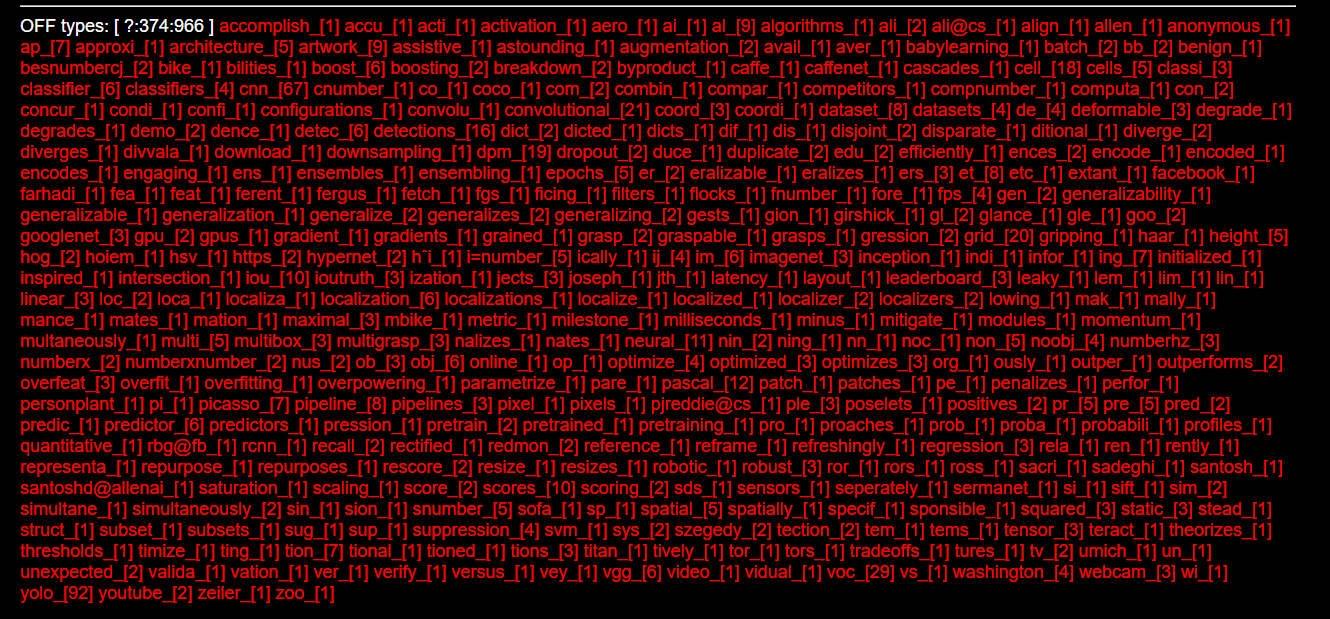 OFF types: [ ?:374:966 ] accomplish_[1] accu_[1] acti_[1] activation_[1] aero_[1] ai_[1] al_[9] algorithms_[1] ali_[2] ali@cs_[1] align_[1] allen_[1] anonymous_[1]
ap_[7] approxi_[1] architecture_[5] artwork_[9] assistive_[1] astounding_[1] augmentation_[2] avail_[1] aver_[1] babylearning_[1] batch_[2] bb_[2] benign_[1]
besnumbercj_[2] bike_[1] bilities_[1] boost_[6] boosting_[2] breakdown_[2] byproduct_[1] caffe_[1] caffenet_[1] cascades_[1] cell_[18] cells_[5] classi_[3]
classifier_[6] classifiers_[4] cnn_[67] cnumber_[1] co_[1] coco_[1] com_[2] combin_[1] compar_[1] competitors_[1] compnumber_[1] computa_[1] con_[2]
concur_[1] condi_[1] confi_[1] configurations_[1] convolu_[1] convolutional_[21] coord_[3] coordi_[1] dataset_[8] datasets_[4] de_[4] deformable_[3] degrade_[1]
degrades_[1] demo_[2] dence_[1] detec_[6] detections_[16] dict_[2] dicted_[1] dicts_[1] dif_[1] dis_[1] disjoint_[2] disparate_[1] ditional_[1] diverge_[2]
diverges_[1] divvala_[1] download_[1] downsampling_[1] dpm_[19] dropout_[2] duce_[1] duplicate_[2] edu_[2] efficiently_[1] ences_[2] encode_[1] encoded_[1]
encodes_[1] engaging_[1] ens_[1] ensembles_[1] ensembling_[1] epochs_[5] er_[2] eralizable_[1] eralizes_[1] ers_[3] et_[8] etc_[1] extant_[1] facebook_[1]
farhadi_[1] fea_[1] feat_[1] ferent_[1] fergus_[1] fetch_[1] fgs_[1] ficing_[1] filters_[1] flocks_[1] fnumber_[1] fore_[1] fps_[4] gen_[2] generalizability_[1]
generalizable_[1] generalization_[1] generalize_[2] generalizes_[2] generalizing_[2] gests_[1] gion_[1] girshick_[1] gl_[2] glance_[1] gle_[1] goo_[2]
googlenet_[3] gpu_[2] gpus_[1] gradient_[1] gradients_[1] grained_[1] grasp_[2] graspable_[1] grasps_[1] gression_[2] grid_[20] gripping_[1] haar_[1] height_[5]
hog_[2] hoiem_[1] hsv_[1] https_[2] hypernet_[2] hˆi_[1] i=number_[5] ically_[1] ij_[4] im_[6] imagenet_[3] inception_[1] indi_[1] infor_[1] ing_[7] initialized_[1]
inspired_[1] intersection_[1] iou_[10] ioutruth_[3] ization_[1] jects_[3] joseph_[1] jth_[1] latency_[1] layout_[1] leaderboard_[3] leaky_[1] lem_[1] lim_[1] lin_[1]
linear_[3] loc_[2] loca_[1] localiza_[1] localization_[6] localizations_[1] localize_[1] localized_[1] localizer_[2] localizers_[2] lowing_[1] mak_[1] mally_[1]
mance_[1] mates_[1] mation_[1] maximal_[3] mbike_[1] metric_[1] milestone_[1] milliseconds_[1] minus_[1] mitigate_[1] modules_[1] momentum_[1]
multaneously_[1] multi_[5] multibox_[3] multigrasp_[3] nalizes_[1] nates_[1] neural_[11] nin_[2] ning_[1] nn_[1] noc_[1] non_[5] noobj_[4] numberhz_[3]
numberx_[2] numberxnumber_[2] nus_[2] ob_[3] obj_[6] online_[1] op_[1] optimize_[4] optimized_[3] optimizes_[3] org_[1] ously_[1] outper_[1] outperforms_[2]
overfeat_[3] overfit_[1] overfitting_[1] overpowering_[1] parametrize_[1] pare_[1] pascal_[12] patch_[1] patches_[1] pe_[1] penalizes_[1] perfor_[1]
personplant_[1] pi_[1] picasso_[7] pipeline_[8] pipelines_[3] pixel_[1] pixels_[1] pjreddie@cs_[1] ple_[3] poselets_[1] positives_[2] pr_[5] pre_[5] pred_[2]
predic_[1] predictor_[6] predictors_[1] pression_[1] pretrain_[2] pretrained_[1] pretraining_[1] pro_[1] proaches_[1] prob_[1] proba_[1] probabili_[1] profiles_[1]
quantitative_[1] rbg@fb_[1] rcnn_[1] recall_[2] rectified_[1] redmon_[2] reference_[1] reframe_[1] refreshingly_[1] regression_[3] rela_[1] ren_[1] rently_[1]
representa_[1] repurpose_[1] repurposes_[1] rescore_[2] resize_[1] resizes_[1] robotic_[1] robust_[3] ror_[1] rors_[1] ross_[1] sacri_[1] sadeghi_[1] santosh_[1]
santoshd@allenai_[1] saturation_[1] scaling_[1] score_[2] scores_[10] scoring_[2] sds_[1] sensors_[1] seperately_[1] sermanet_[1] si_[1] sift_[1] sim_[2]
simultane_[1] simultaneously_[2] sin_[1] sion_[1] snumber_[5] sofa_[1] sp_[1] spatial_[5] spatially_[1] specif_[1] sponsible_[1] squared_[3] static_[3] stead_[1]
struct_[1] subset_[1] subsets_[1] sug_[1] sup_[1] suppression_[4] svm_[1] sys_[2] szegedy_[2] tection_[2] tem_[1] tems_[1] tensor_[3] teract_[1] theorizes_[1]
thresholds_[1] timize_[1] ting_[1] tion_[7] tional_[1] tioned_[1] tions_[3] titan_[1] tively_[1] tor_[1] tors_[1] tradeoffs_[1] tures_[1] tv_[2] umich_[1] un_[1]
unexpected_[2] valida_[1] vation_[1] ver_[1] verify_[1] versus_[1] vey_[1] vgg_[6] video_[1] vidual_[1] voc_[29] vs_[1] washington_[4] webcam_[3] wi_[1]
yolo_[92] youtube_[2] zeiler_[1] zoo_[1]